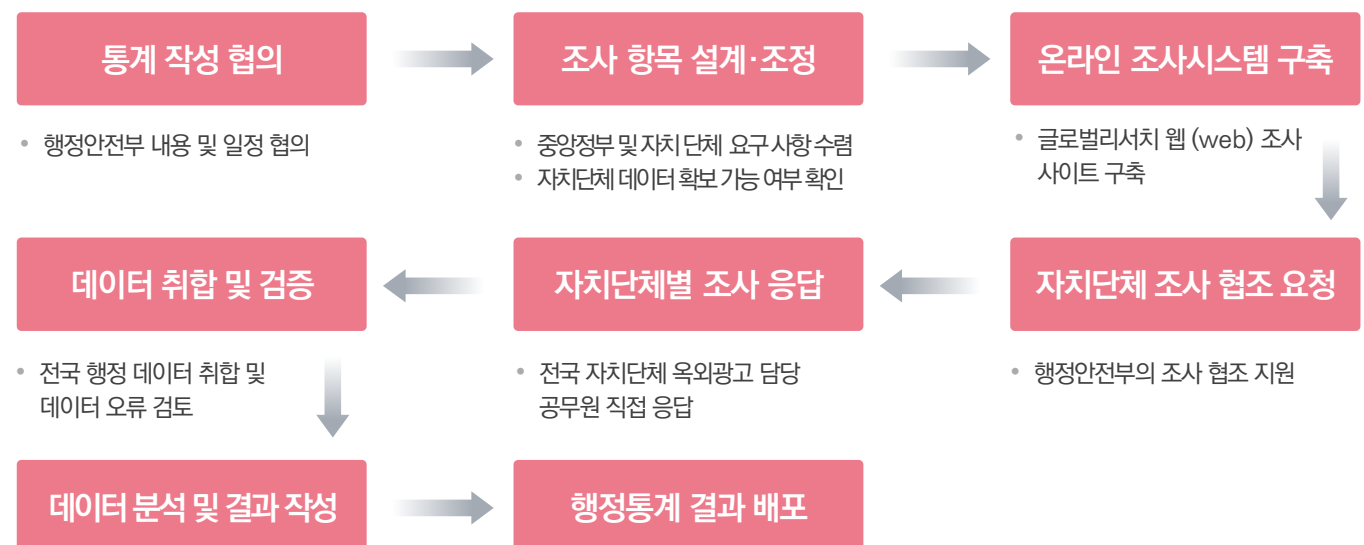 통계 작성 협의
• 행정안전부 내용 및 일정 협의
조사 항목 설계·조정
• 중앙정부 및 자치 단체 요구 사항 수렴
• 자치단체 데이터 확보 가능 여부 확인
온라인 조사시스템 구축
• 글로벌리서치 웹 (web) 조사
사이트 구축
자치단체 조사 협조 요청
• 행정안전부의 조사 협조 지원
자치단체별 조사 응답
• 전국 자치단체 옥외광고 담당
공무원 직접 응답
데이터 취합 및 검증
• 전국 행정 데이터 취합 및
데이터 오류 검토
데이터 분석 및 결과 작성
행정통계 결과 배포